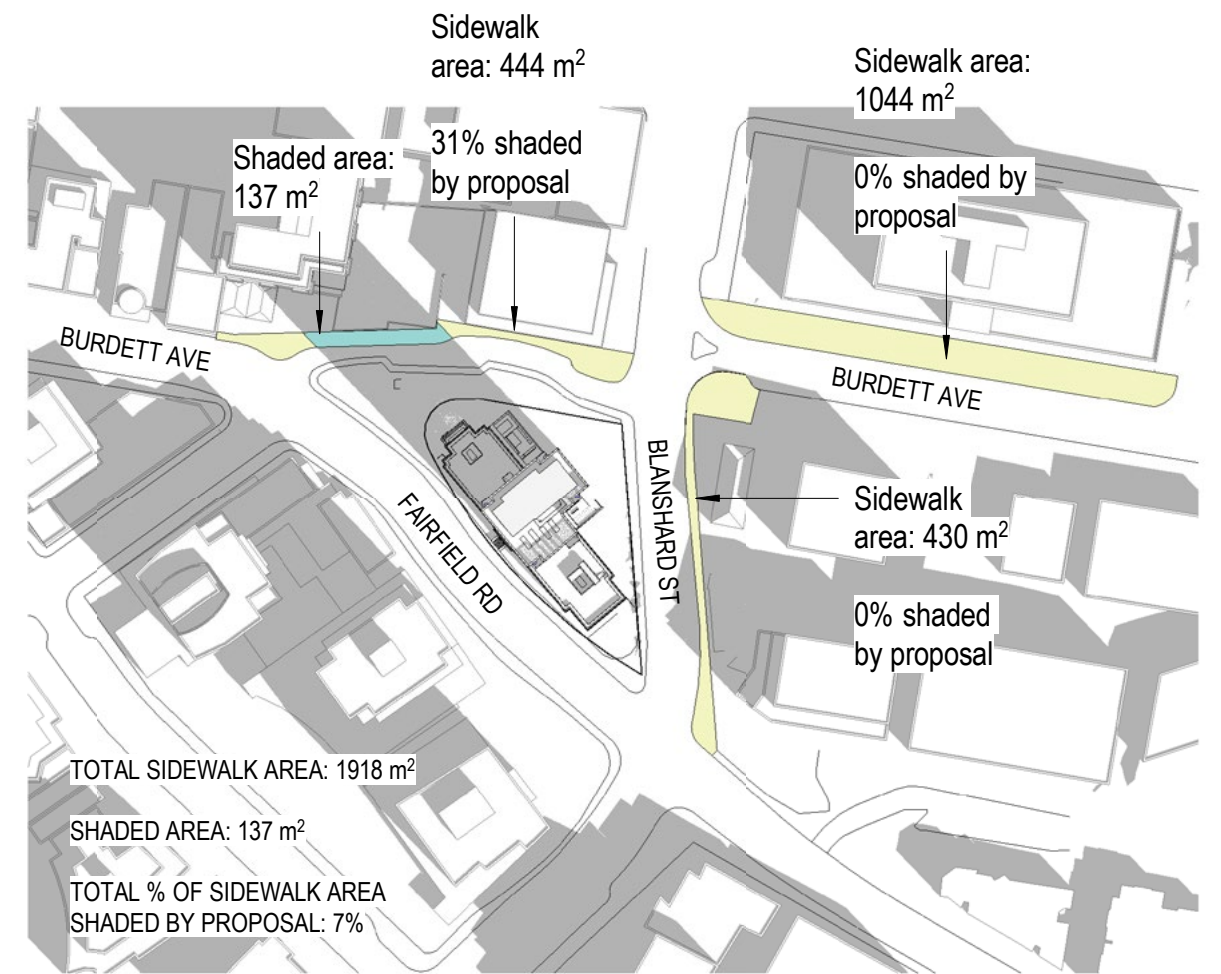 Sidewalk
area: 444 m²
31% shaded
by proposal
Sidewalk area:
1044 m²
0% shaded by
proposal
Shaded area:
137 m²
BURDETT AVE
BURDETT AVE
BLANSHARD ST
FAIRFIELD RD
Sidewalk
area: 430 m²
0% shaded
by proposal
TOTAL SIDEWALK AREA: 1918 m²
SHADED AREA: 137 m²
TOTAL % OF SIDEWALK AREA
SHADED BY PROPOSAL: 7%